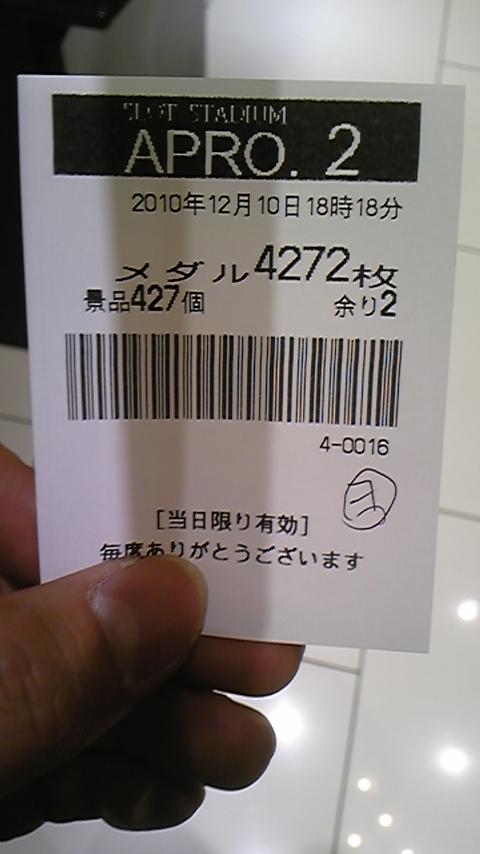 SLOT STADIUM
APRO. 2
2010年12月10日18時18分
メダル4272枚
景品427個 余り2
4-0016
[当日限り有効]
毎度ありがとうございます